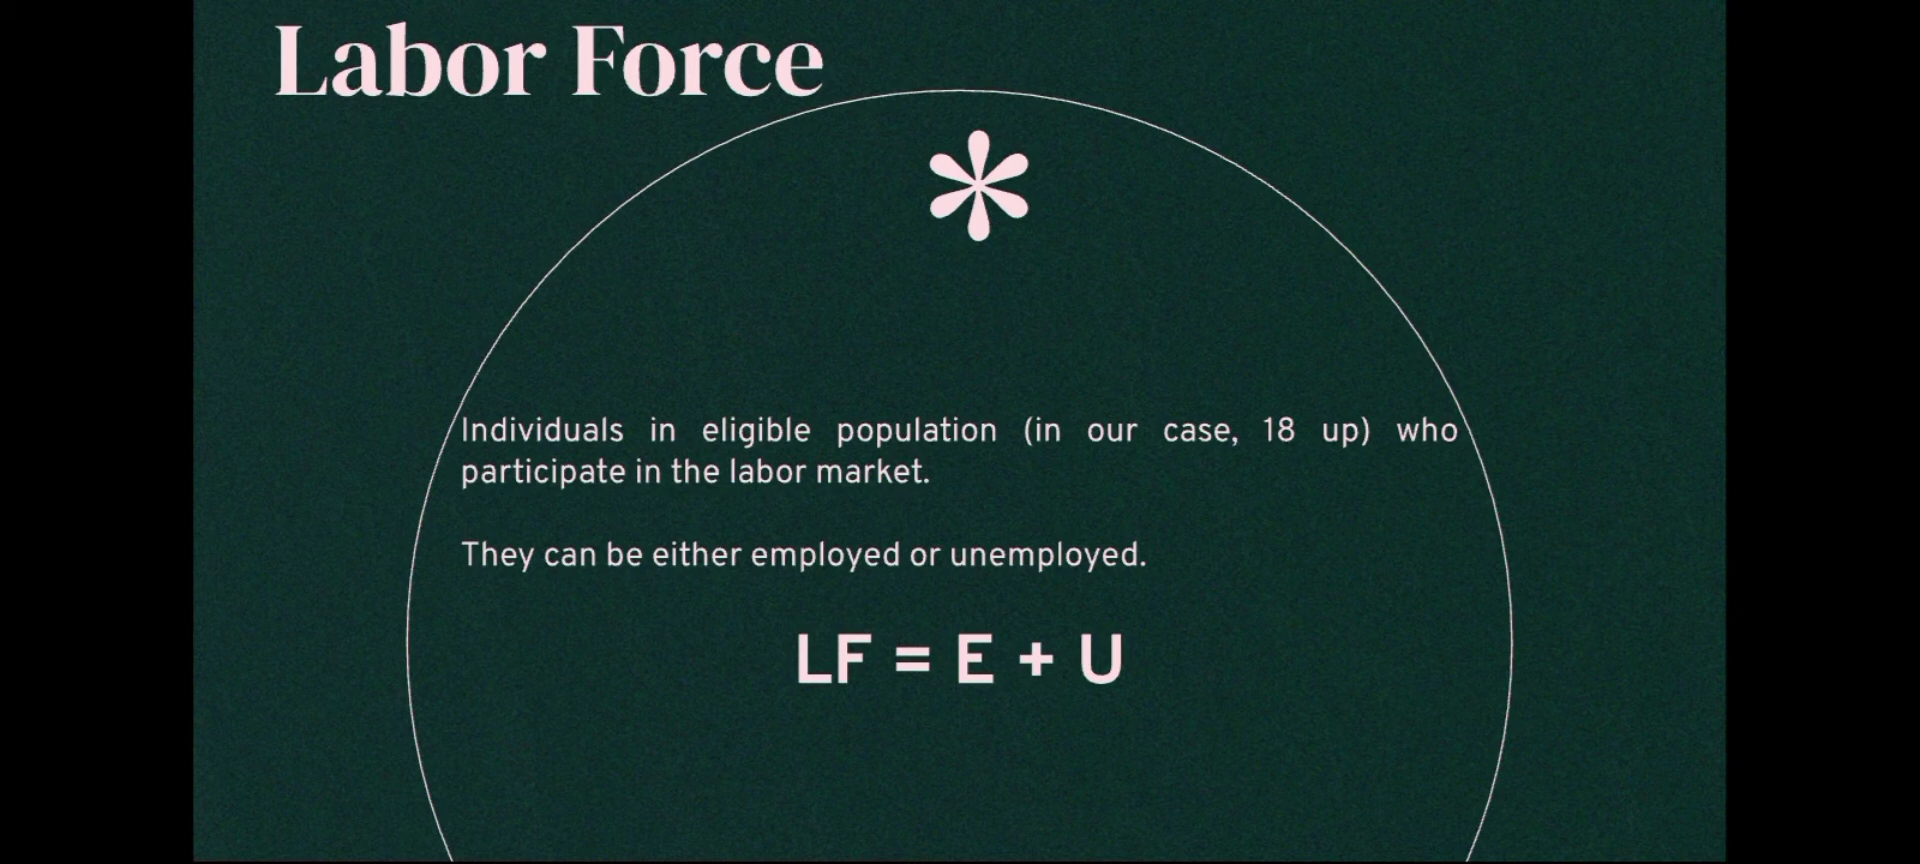 Labor Force
Individuals in eligible population (in our case, 18 up) who
participate in the labor market.
They can be either employed or unemployed.
LF = E + U